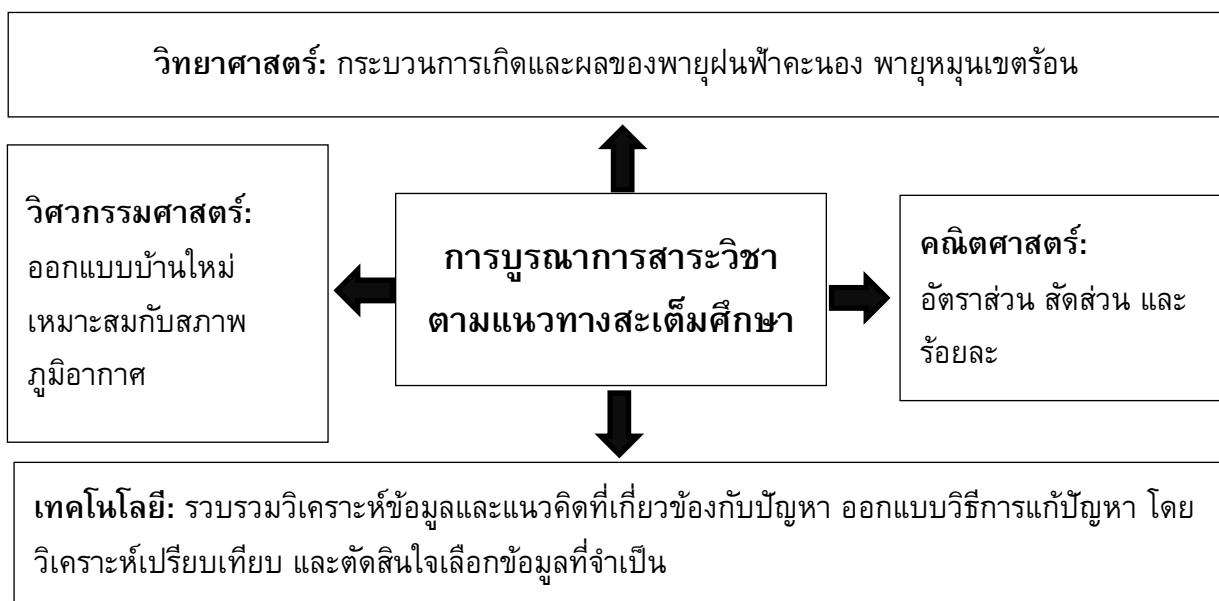 วิทยาศาสตร์: กระบวนการเกิดและผลของพายุฝนฟ้าคะนอง พายุหมุนเขตร้อน
วิศวกรรมศาสตร์:
ออกแบบบ้านใหม่
เหมาะสมกับสภาพ
ภูมิอากาศ
การบูรณาการสาระวิชา
ตามแนวทางสะเต็มศึกษา
คณิตศาสตร์:
อัตราส่วน สัดส่วน และ
ร้อยละ
เทคโนโลยี: รวบรวมวิเคราะห์ข้อมูลและแนวคิดที่เกี่ยวข้องกับปัญหา ออกแบบวิธีการแก้ปัญหา โดย
วิเคราะห์เปรียบเทียบ และตัดสินใจเลือกข้อมูลที่จำเป็น